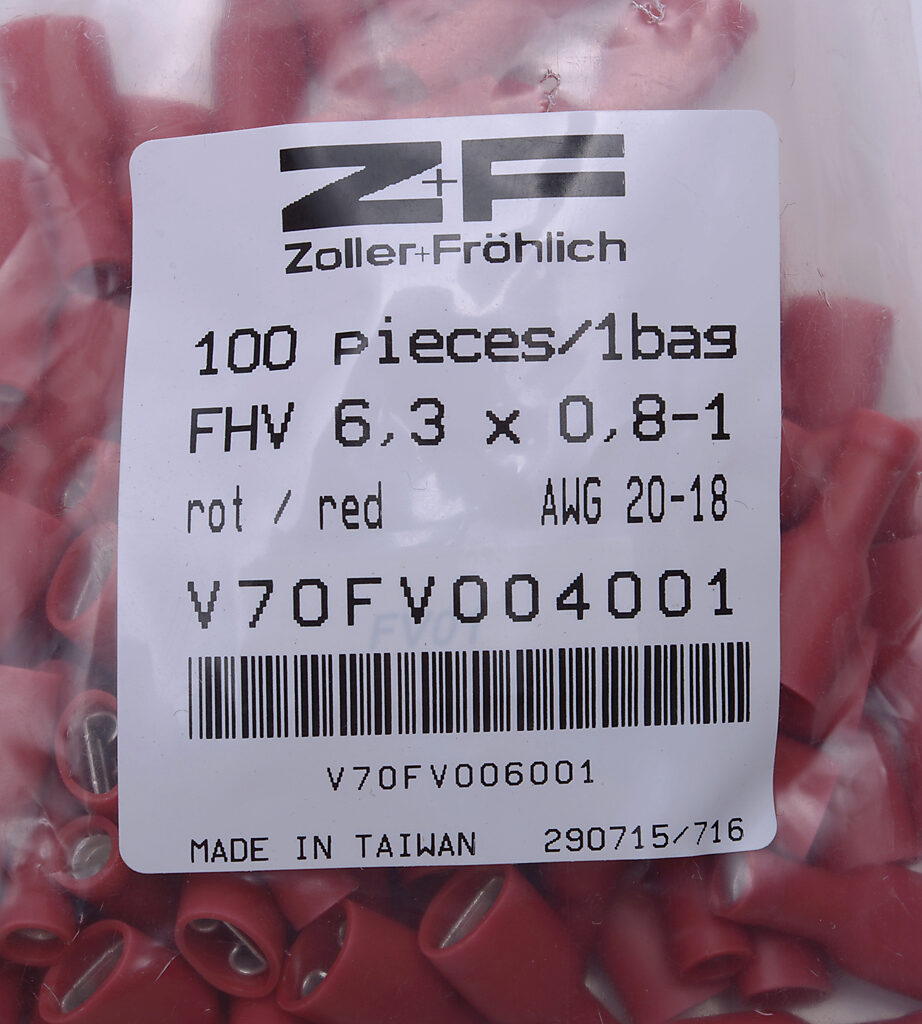 Z+F
Zoller+Fröhlich
100 pieces/1bag
FHV 6,3 x 0,8-1
rot / red AWG 20-18
V70FV004001
FV01
V70FV006001
MADE IN TAIWAN 290715/716